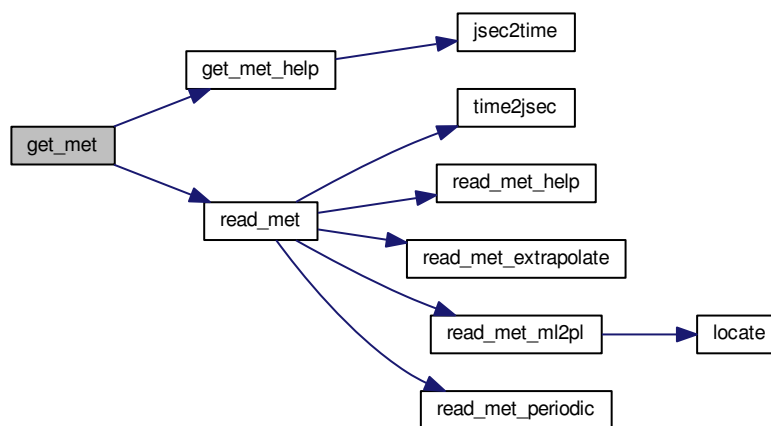 get_met
get_met_help
jsec2time
read_met
time2jsec
read_met_help
read_met_extrapolate
read_met_ml2pl
locate
read_met_periodic